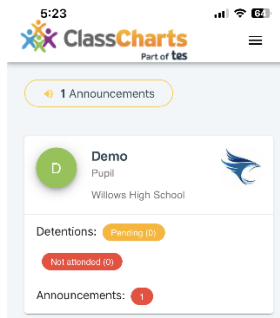 5:23
64
ClassCharts
Part of tes
1 Announcements
D
Demo
Pupil
Willows High School
Detentions: Pending (0)
Not attended (0)
Announcements: 1